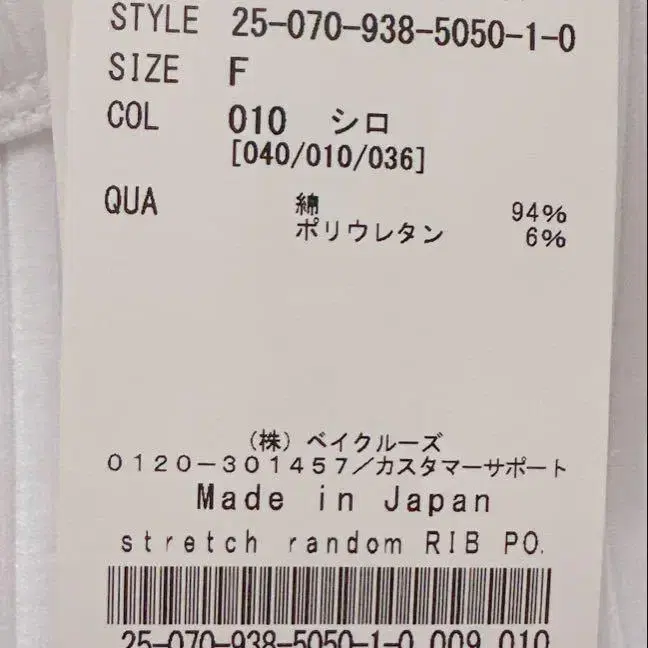 STYLE 25-070-938-5050-1-0
SIZE F
COL 010 シロ
[040/010/036]
QUA 綿 94%
ポリウレタン 6%
(株)ベイクルーズ
0120-301457/カスタマーサポート
Made in Japan
stretch random RIB PO.
25-070-938-5050-1-0 009 010